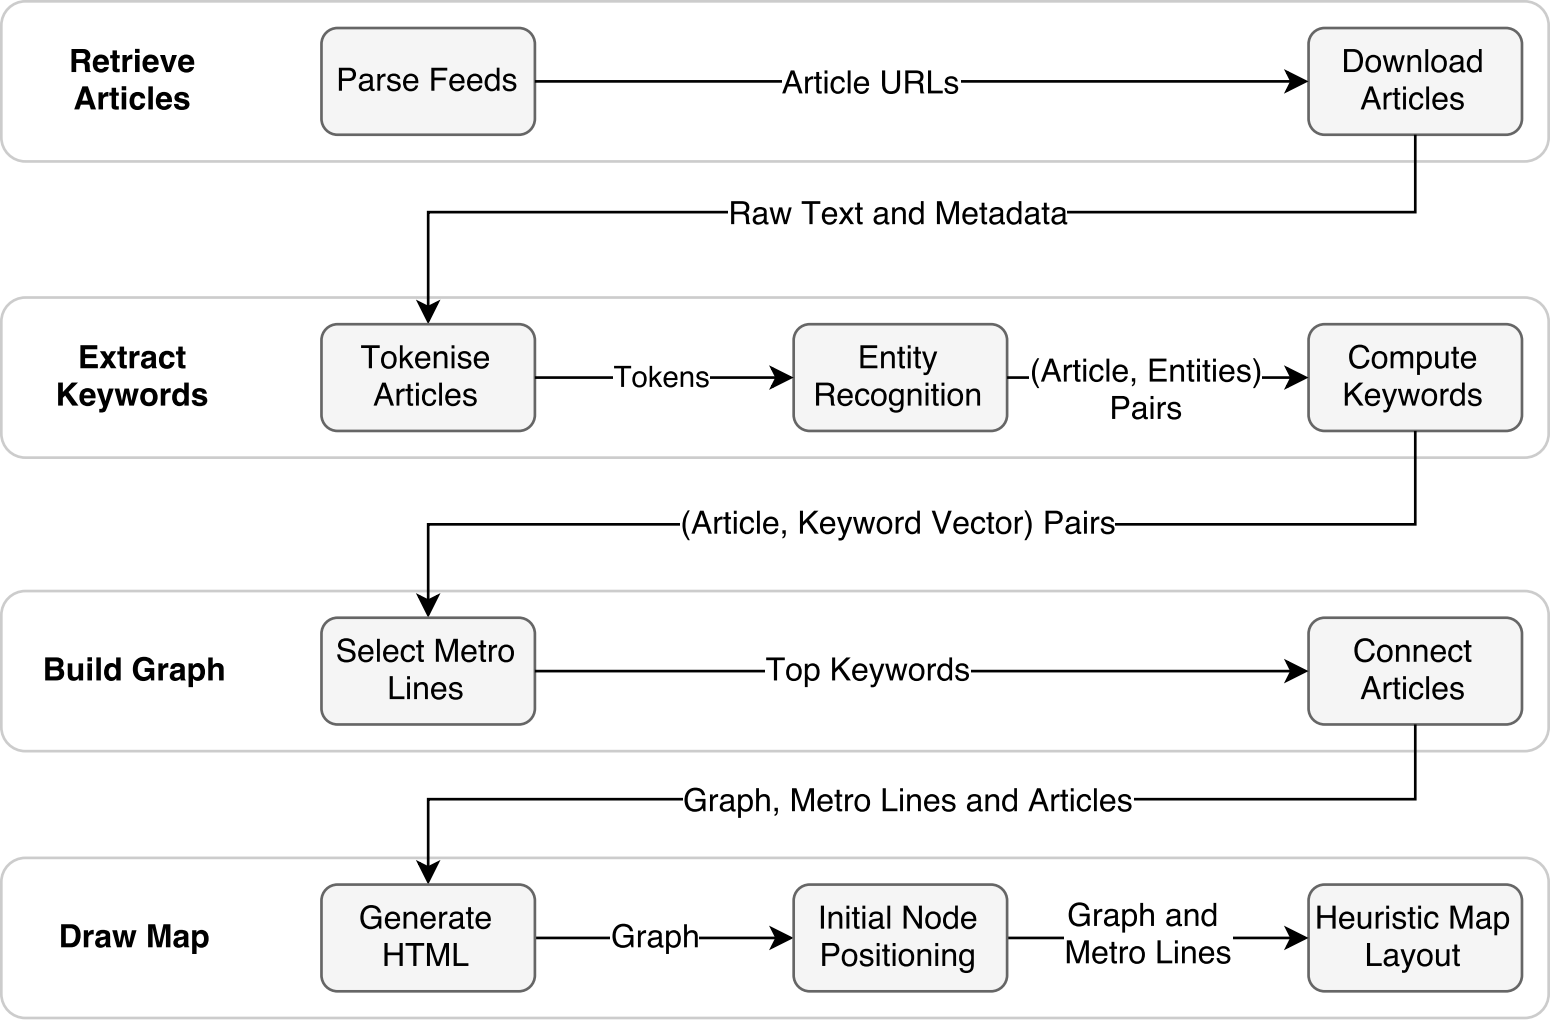 Retrieve
Articles
Parse Feeds
Article URLs
Download
Articles
Raw Text and Metadata
Extract
Keywords
Tokenise
Articles
Tokens
Entity
Recognition
(Article, Entities)
Pairs
Compute
Keywords
(Article, Keyword Vector) Pairs
Build Graph
Select Metro
Lines
Top Keywords
Connect
Articles
Graph, Metro Lines and Articles
Draw Map
Generate
HTML
Graph
Initial Node
Positioning
Graph and
Metro Lines
Heuristic Map
Layout